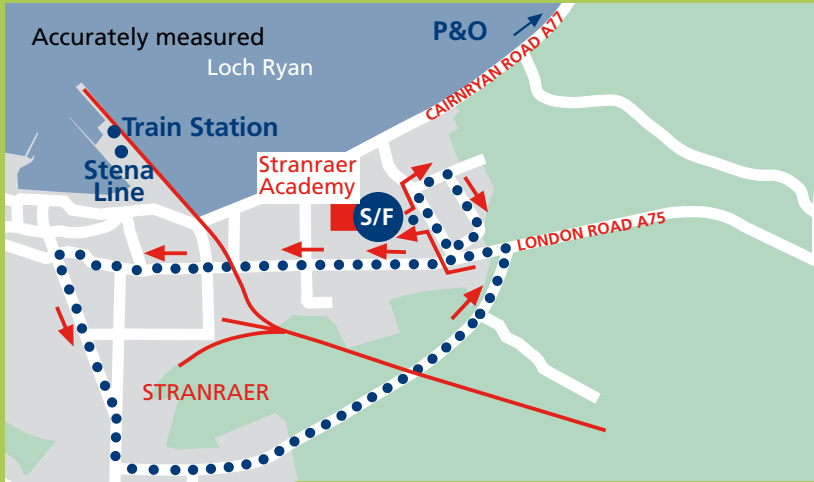 Accurately measured
P&O
Loch Ryan
CAIRNRYAN ROAD A77
Train Station
Stena
Line
Stranraer
Academy
S/F
LONDON ROAD A75
STRANRAER